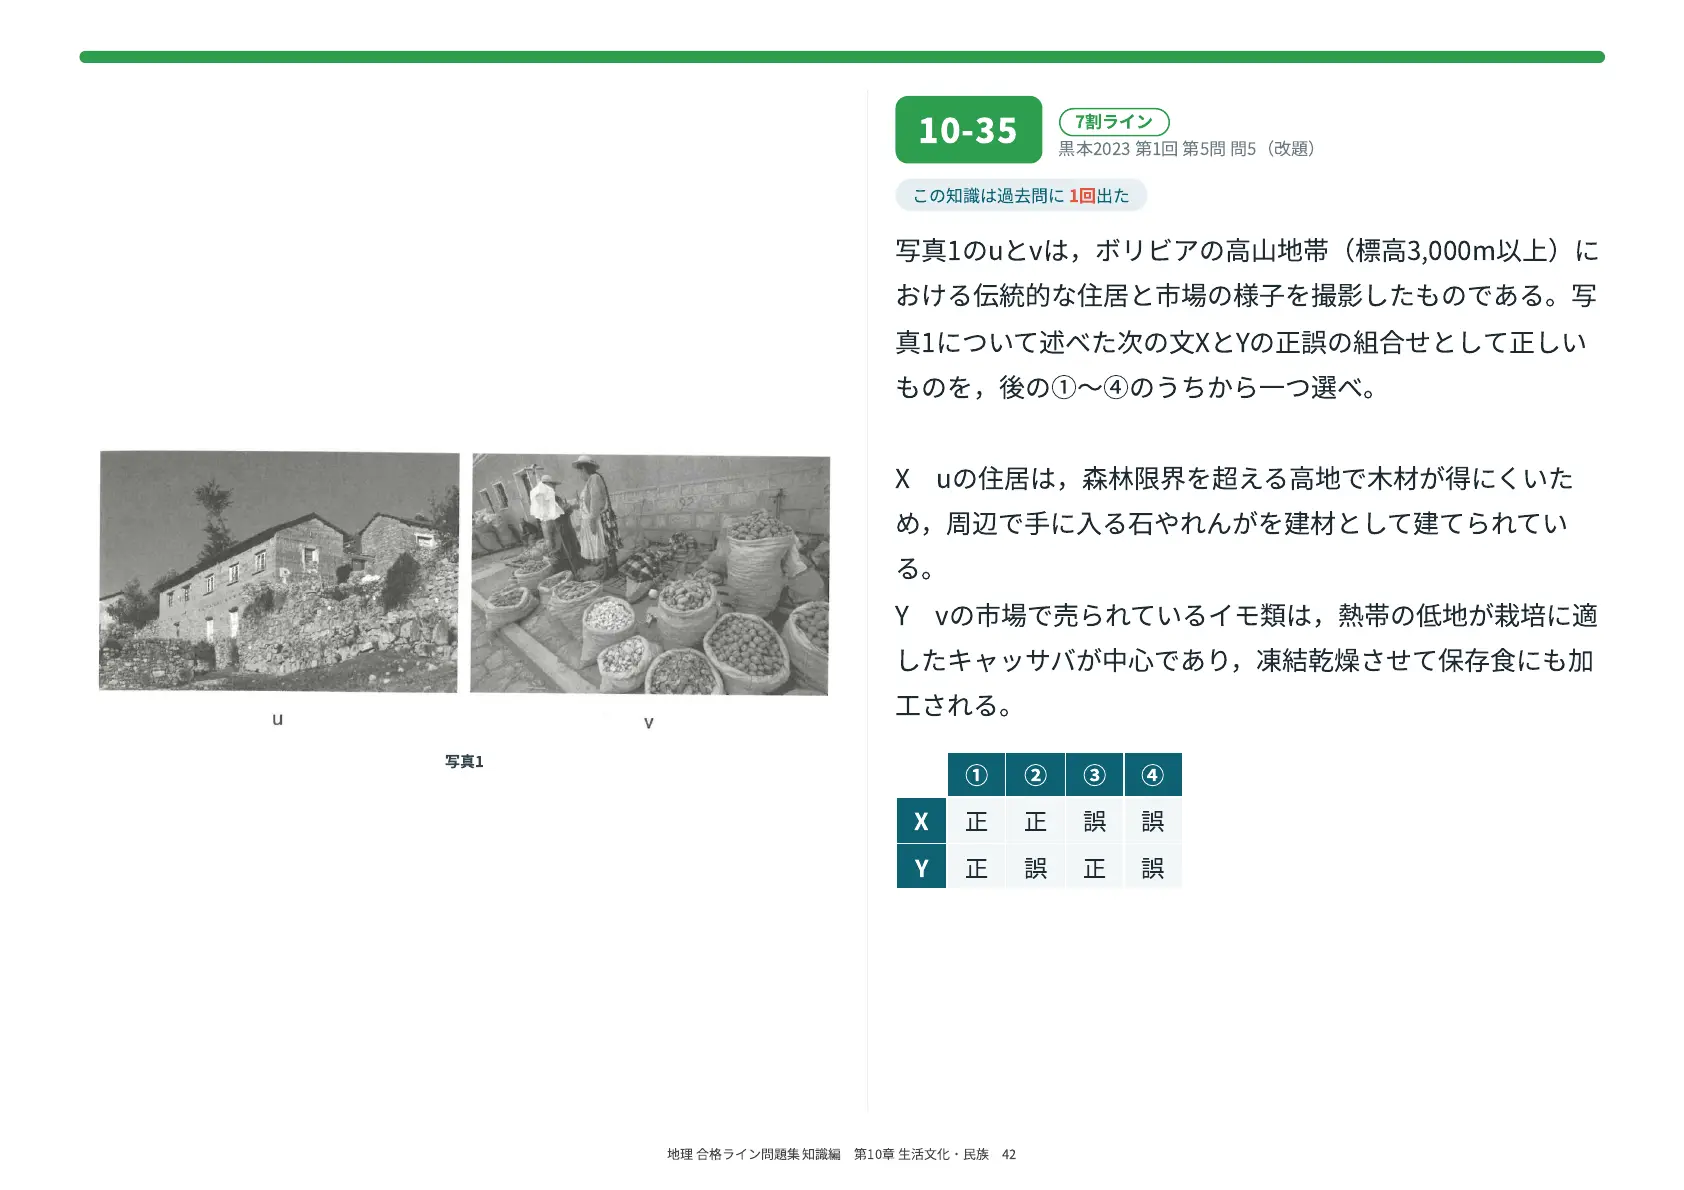 10-35
7割ライン
黒本2023 第1回 第5問 問5（改題）
この知識は過去問に 1回出た
写真1のuとvは，ボリビアの高山地帯（標高3,000m以上）に
おける伝統的な住居と市場の様子を撮影したものである。写
真1について述べた次の文XとYの正誤の組合せとして正しい
ものを，後の①～④のうちから一つ選べ。
X　uの住居は，森林限界を超える高地で木材が得にくいた
め，周辺で手に入る石やれんがを建材として建てられてい
る。
Y　vの市場で売られているイモ類は，熱帯の低地が栽培に適
したキャッサバが中心であり，凍結乾燥させて保存食にも加
工される。
① ② ③ ④
X 正 正 誤 誤
Y 正 誤 正 誤
u v
写真1
地理 合格ライン問題集 知識編　第10章 生活文化・民族　42